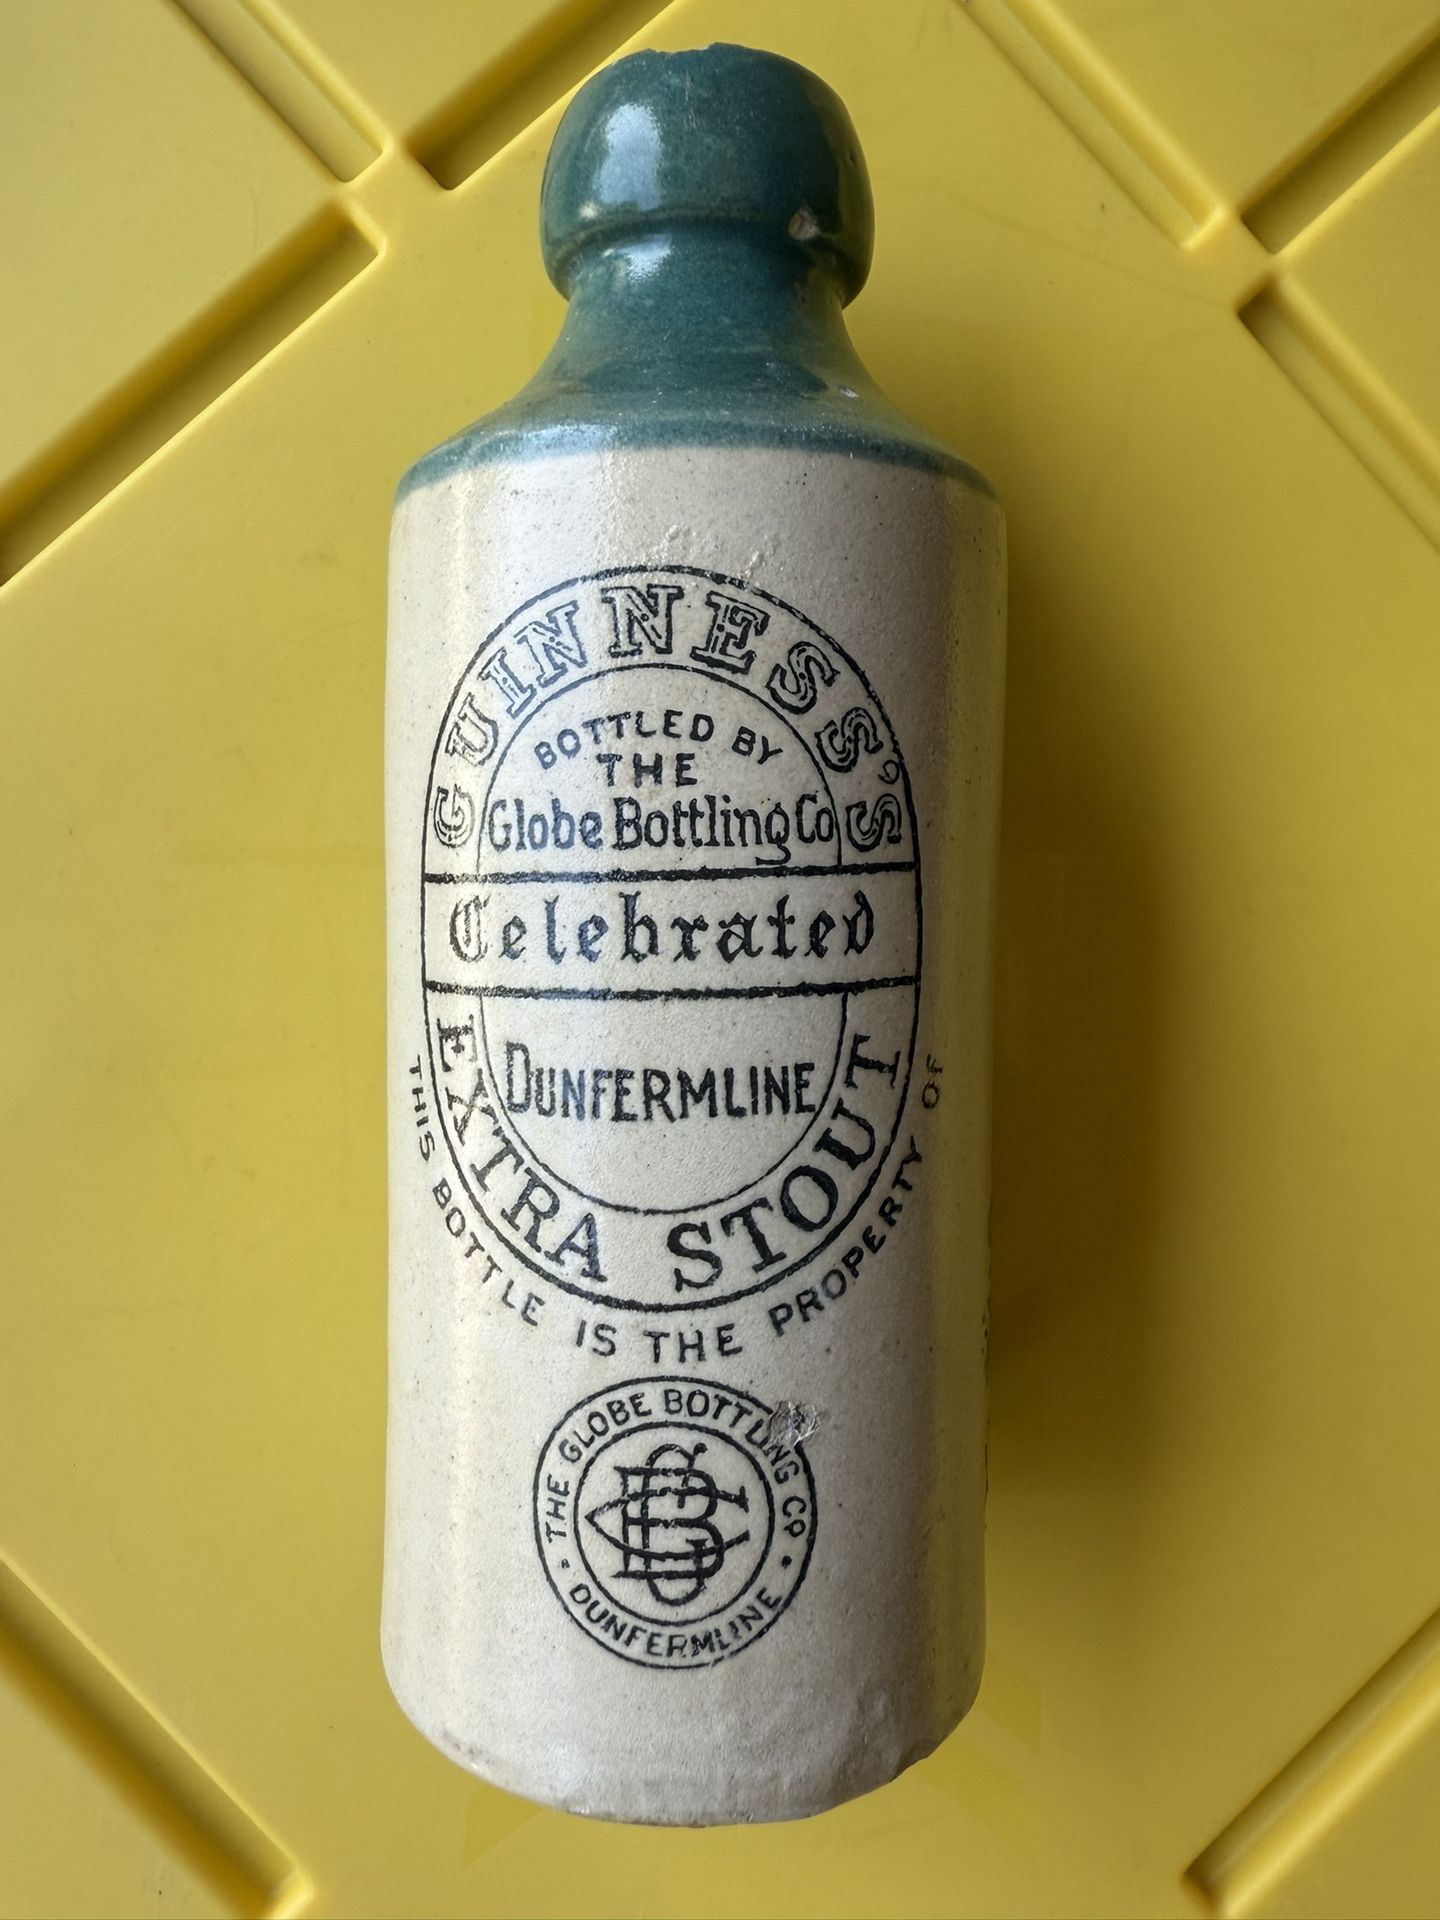 GUINNESS'S
BOTTLED BY
THE
Globe Bottling Co
Celebrated
DUNFERMLINE
EXTRA STOUT
THIS BOTTLE IS THE PROPERTY OF
THE GLOBE BOTTLING CO
GBC
DUNFERMLINE